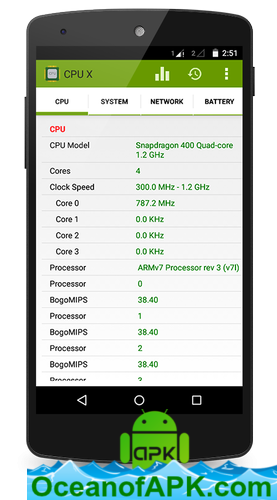 2:51
CPU X
CPU SYSTEM NETWORK BATTERY
CPU
CPU Model Snapdragon 400 Quad-core
1.2 GHz
Cores 4
Clock Speed 300.0 MHz - 1.2 GHz
Core 0 787.2 MHz
Core 1 0.0 KHz
Core 2 0.0 KHz
Core 3 0.0 KHz
Processor ARMv7 Processor rev 3 (v7l)
Processor 0
BogoMIPS 38.40
Processor 1
BogoMIPS 38.40
Processor 2
BogoMIPS 38.40
Processor 3
apk
OceanofAPK.com